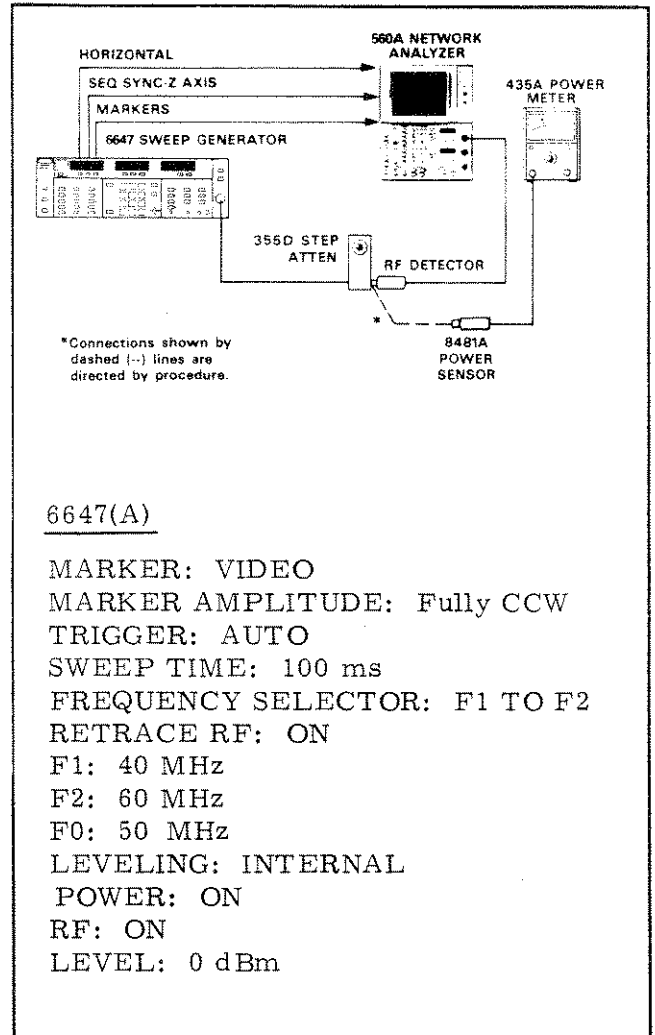 560A NETWORK
ANALYZER
HORIZONTAL
SEQ SYNC-Z AXIS
435A POWER
METER
MARKERS
6647 SWEEP GENERATOR
355D STEP
ATTEN
RF DETECTOR
*
*Connections shown by
dashed (--) lines are
directed by procedure.
8481A
POWER
SENSOR
6647(A)
MARKER: VIDEO
MARKER AMPLITUDE: Fully CCW
TRIGGER: AUTO
SWEEP TIME: 100 ms
FREQUENCY SELECTOR: F1 TO F2
RETRACE RF: ON
F1: 40 MHz
F2: 60 MHz
F0: 50 MHz
LEVELING: INTERNAL
POWER: ON
RF: ON
LEVEL: 0 dBm